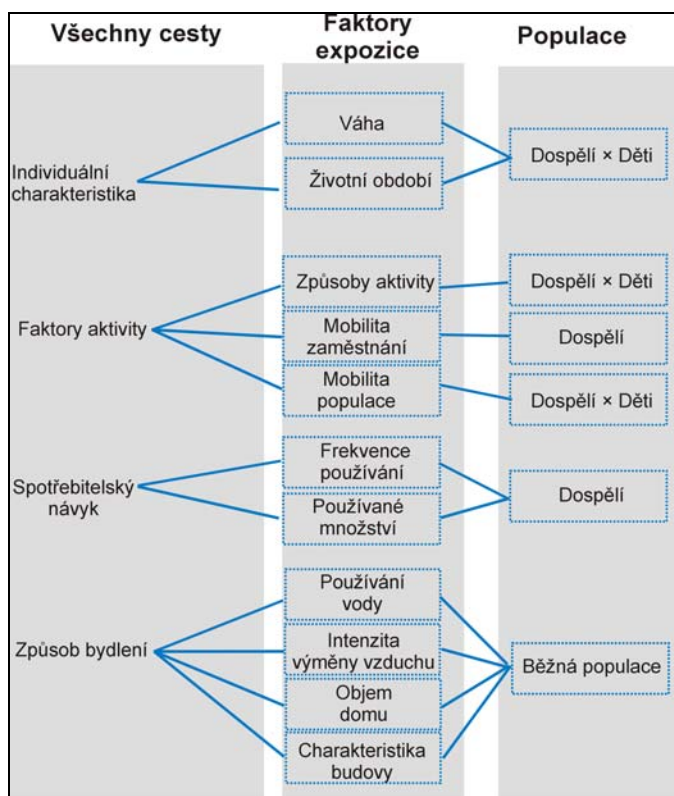 Všechny cesty
Faktory
expozice
Populace
Individuální
charakteristika
Váha
Životní období
Dospělí × Děti
Faktory aktivity
Způsoby aktivity
Dospělí × Děti
Mobilita
zaměstnání
Dospělí
Mobilita
populace
Dospělí × Děti
Spotřebitelský
návyk
Frekvence
používání
Používané
množství
Dospělí
Způsob bydlení
Používání
vody
Intenzita
výměny vzduchu
Objem
domu
Charakteristika
budovy
Běžná populace